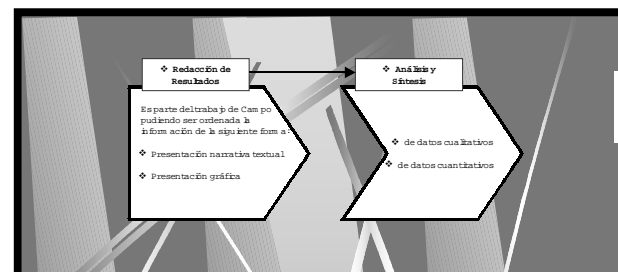 ❖ Redacción de
Resultados
Es parte del trabajo de Campo
pudiendo ser ordenada la
información de la siguiente forma:
❖ Presentación narrativa textual
❖ Presentación gráfica
❖ Análisis y
Síntesis
❖ de datos cualitativos
❖ de datos cuantitativos